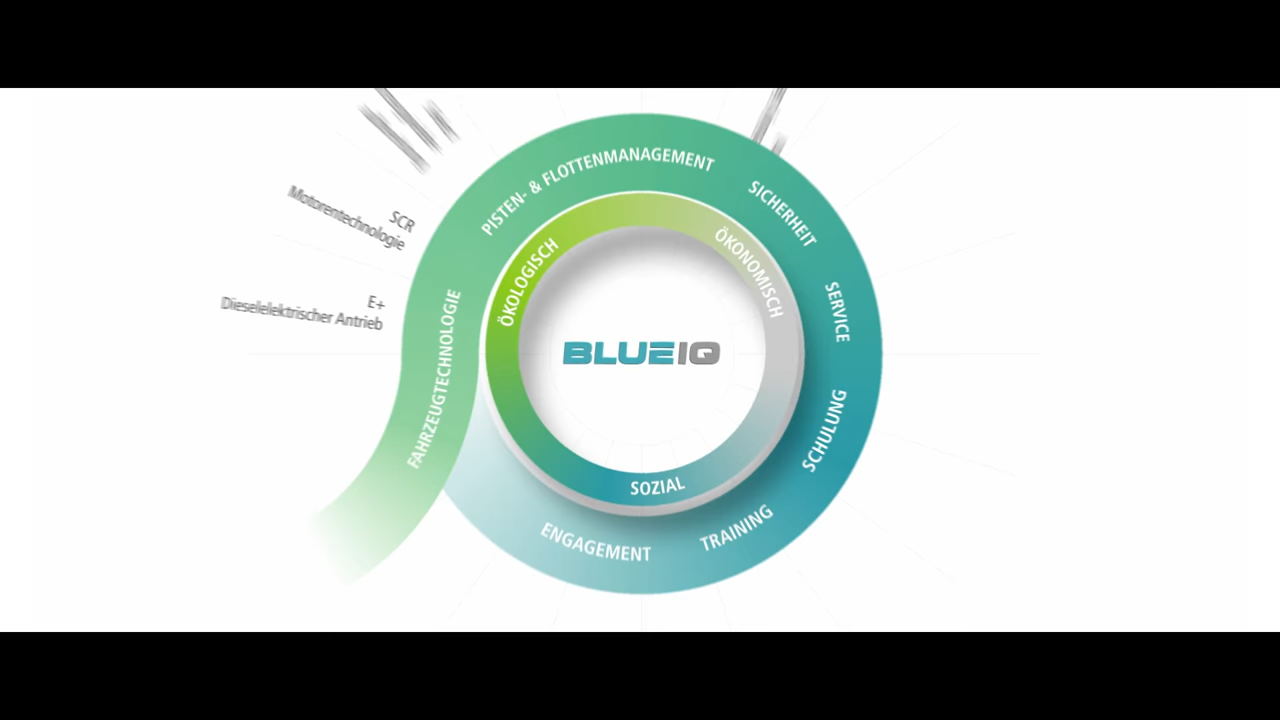 PISTEN- & FLOTTENMANAGEMENT
SICHERHEIT
SERVICE
SCHULUNG
TRAINING
ENGAGEMENT
FAHRZEUGTECHNOLOGIE
ÖKOLOGISCH
ÖKONOMISCH
SOZIAL
BLUEIQ
SCR
Motorentechnologie
E+
Dieselelektrischer Antrieb